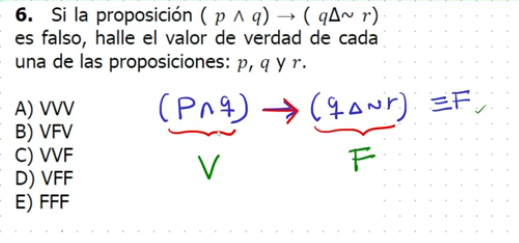 6. Si la proposición ( p ∧ q) → ( qΔ~ r)
es falso, halle el valor de verdad de cada
una de las proposiciones: p, q y r.
A) VVV
B) VFV
C) VVF
D) VFF
E) FFF
(P∧q) → (qΔ~r) ≡F ✓
V F